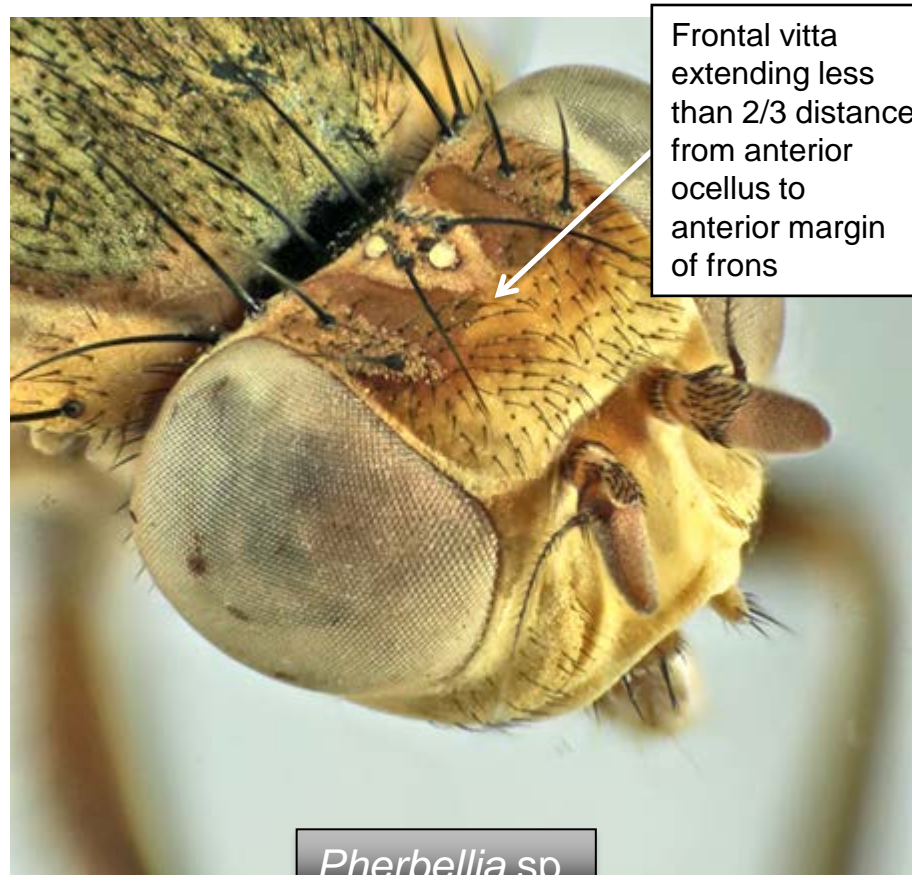 Frontal vitta
extending less
than 2/3 distance
from anterior
ocellus to
anterior margin
of frons
Pherbellia sp